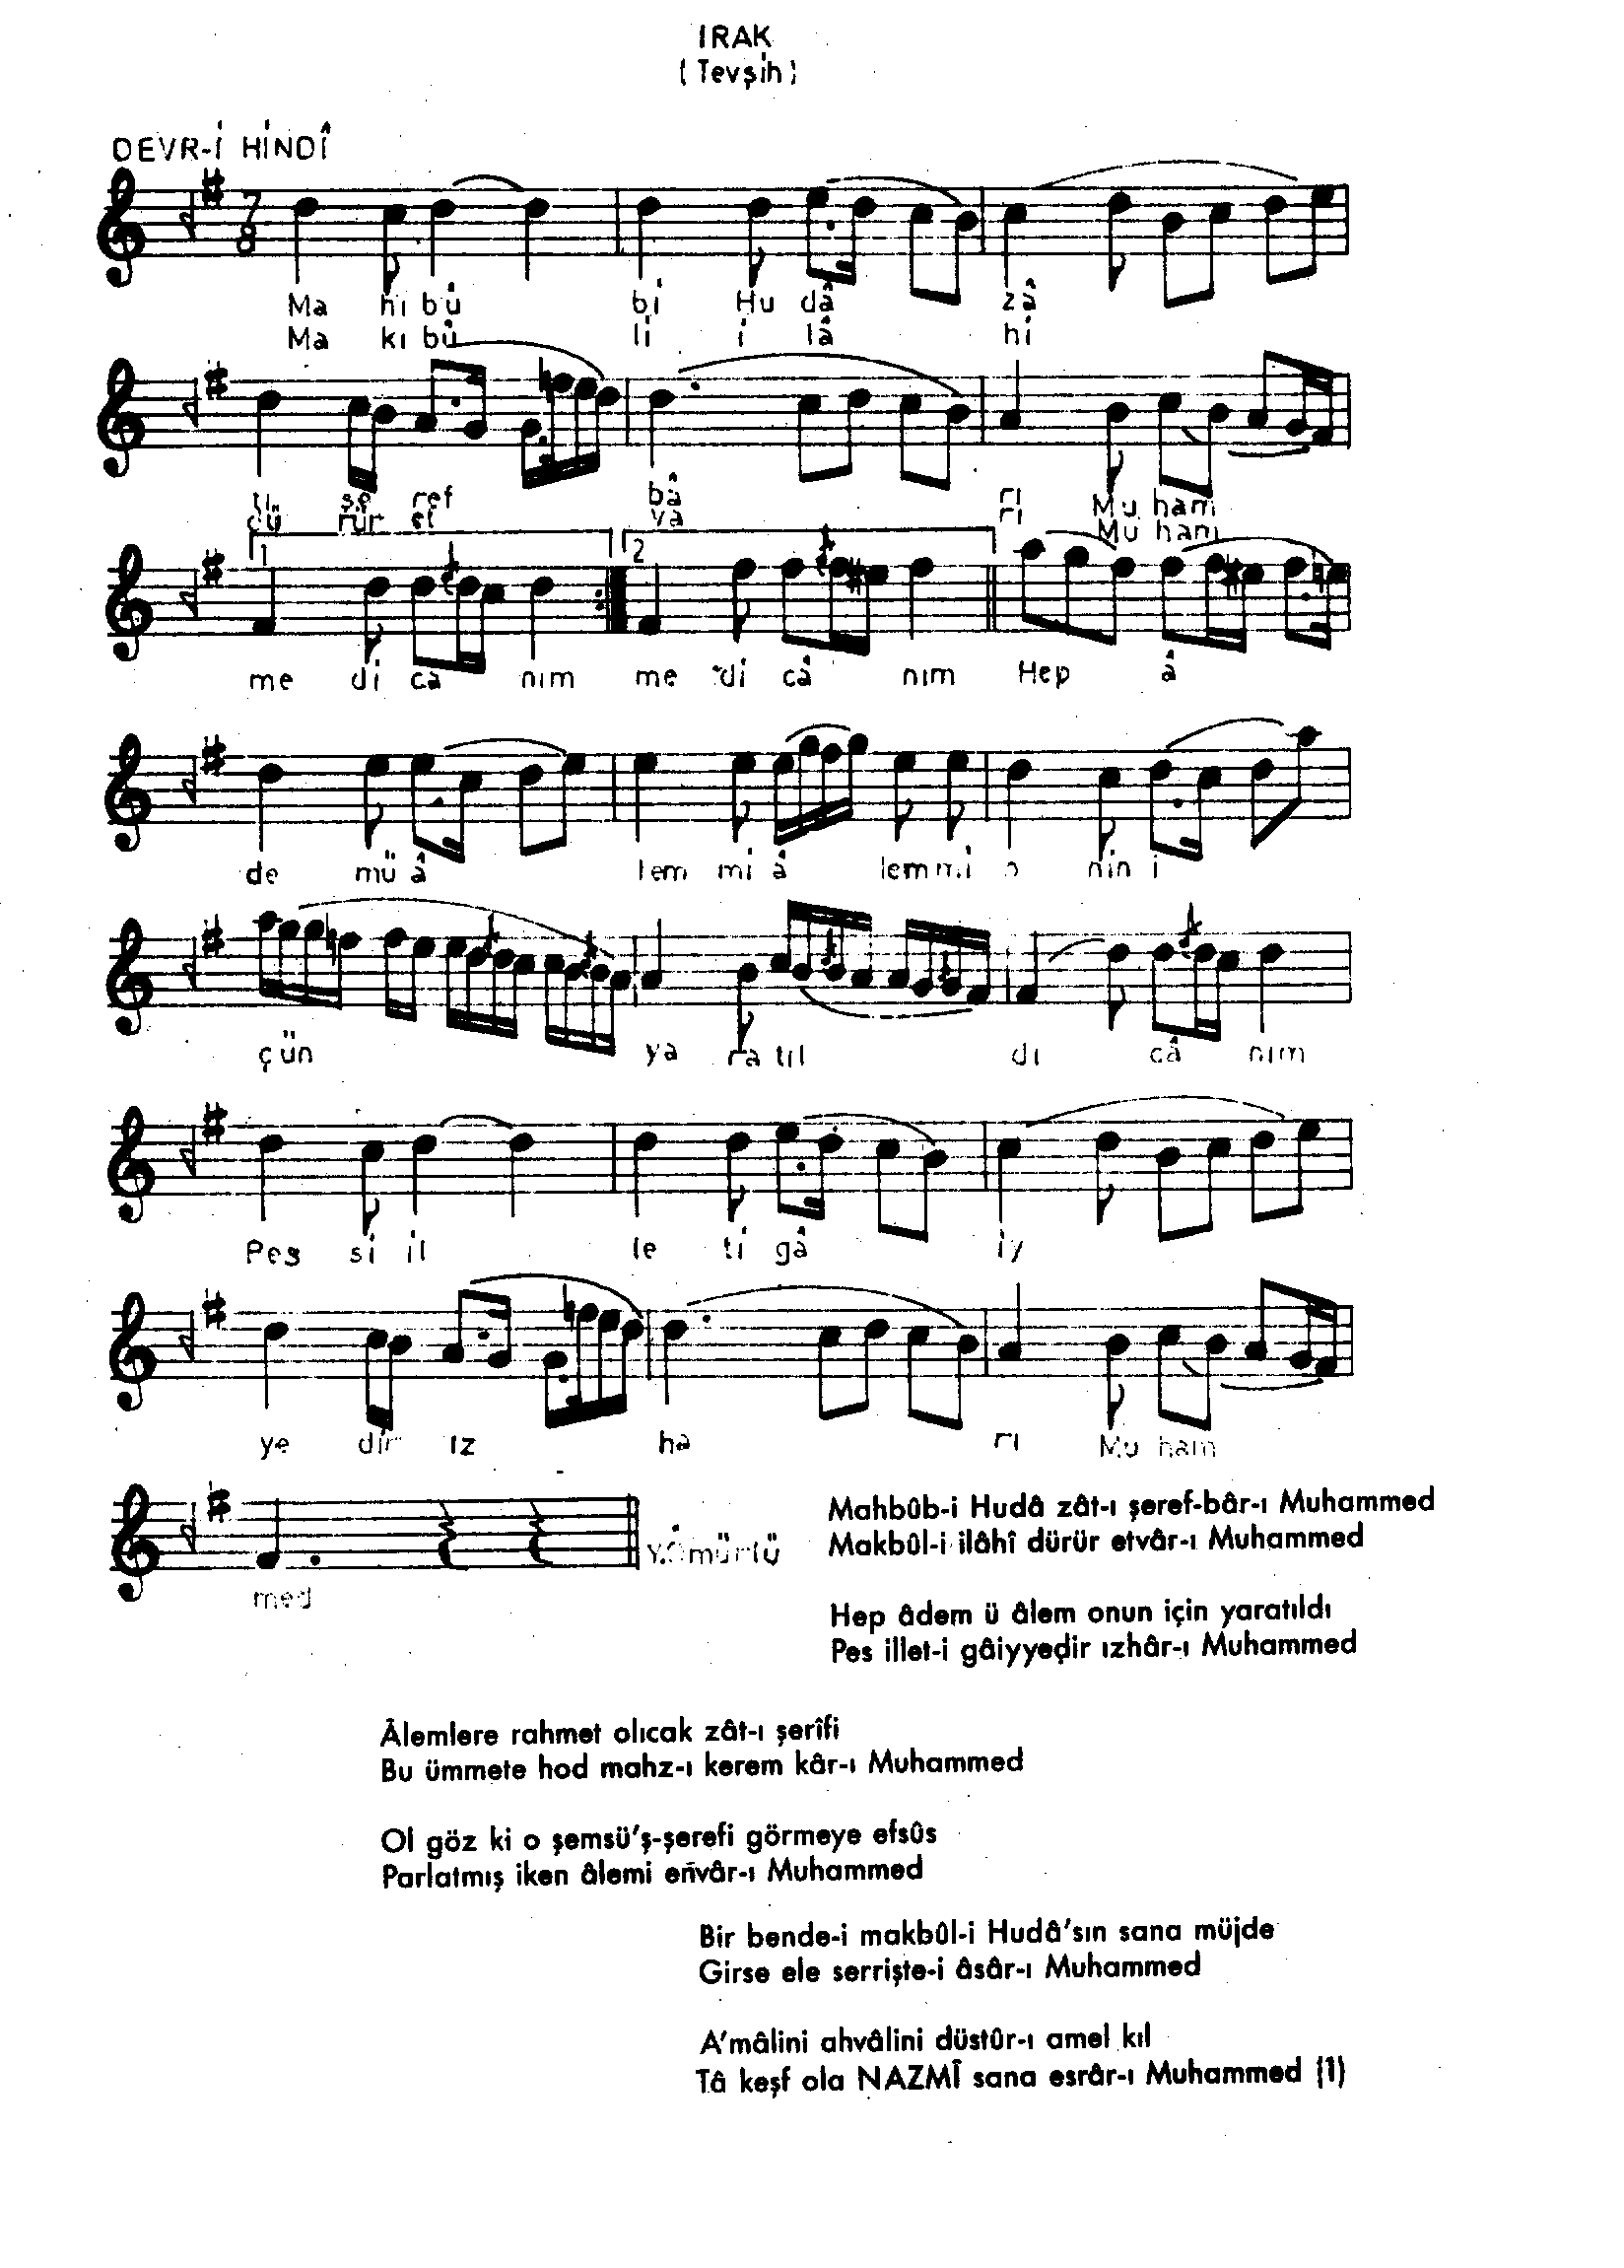 IRAK
(Tevşih)
DEVR-İ HİNDÎ
7
8
Ma hı bû bi Hu dâ zâ
Ma kı bû li i lâ hi
tı şe ref bâ rı Mu ham
dü rür et va rı Mu ham
1 2
me di ca nım me di câ nım Hep â
de mü â lem mi â lem mi o nin i
çün ya ra tıl dı câ nım
Pes si il le ti gâ iy
ye dir ız ha rı Mu ham
med
Y.Ömürlü
Mahbûb-i Hudâ zât-ı şeref-bâr-ı Muhammed
Makbûl-i ilâhî dürür etvâr-ı Muhammed
Hep âdem ü âlem onun için yaratıldı
Pes illet-i gâiyyedir ızhâr-ı Muhammed
Âlemlere rahmet olıcak zât-ı şerîfi
Bu ümmete hod mahz-ı kerem kâr-ı Muhammed
Ol göz ki o şemsü'ş-şerefi görmeye efsûs
Parlatmış iken âlemi envâr-ı Muhammed
Bir bende-i makbûl-i Hudâ'sın sana müjde
Girse ele serrişte-i âsâr-ı Muhammed
A'mâlini ahvâlini düstûr-ı amel kıl
Tâ keşf ola NAZMÎ sana esrâr-ı Muhammed (1)